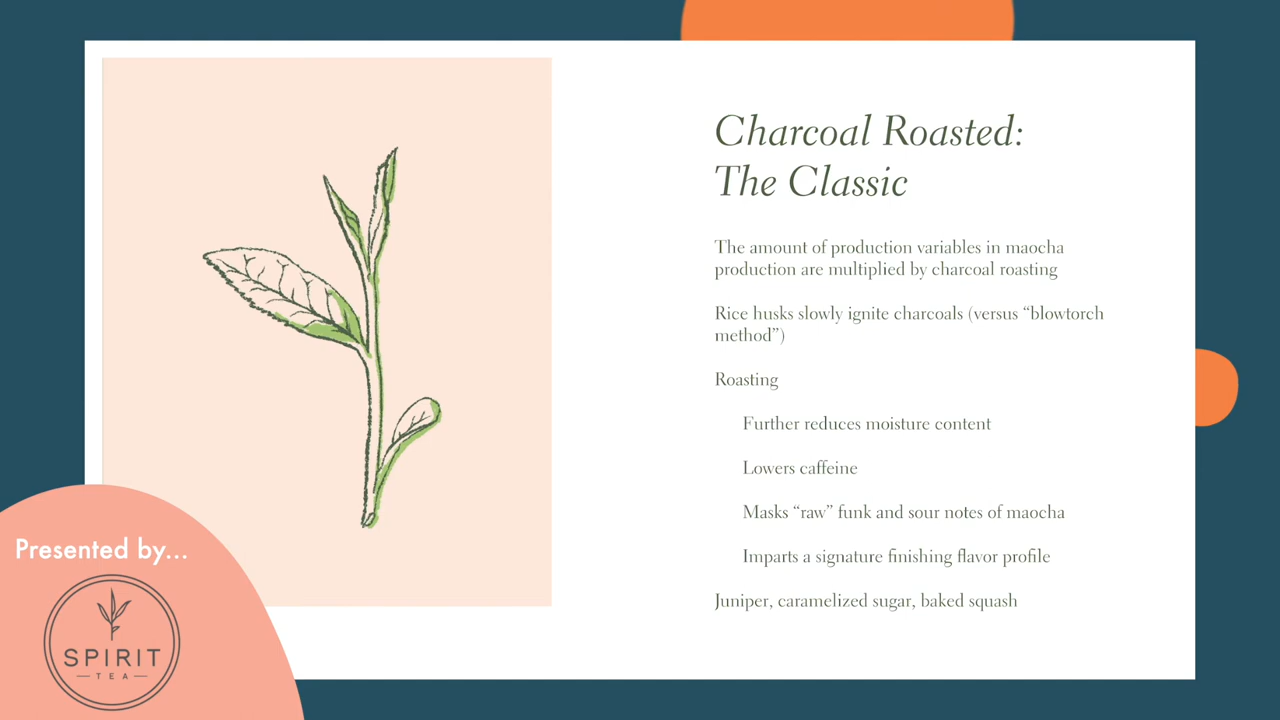 Charcoal Roasted:
The Classic
The amount of production variables in maocha
production are multiplied by charcoal roasting
Rice husks slowly ignite charcoals (versus “blowtorch
method”)
Roasting
Further reduces moisture content
Lowers caffeine
Masks “raw” funk and sour notes of maocha
Imparts a signature finishing flavor profile
Juniper, caramelized sugar, baked squash
Presented by...
SPIRIT
TEA